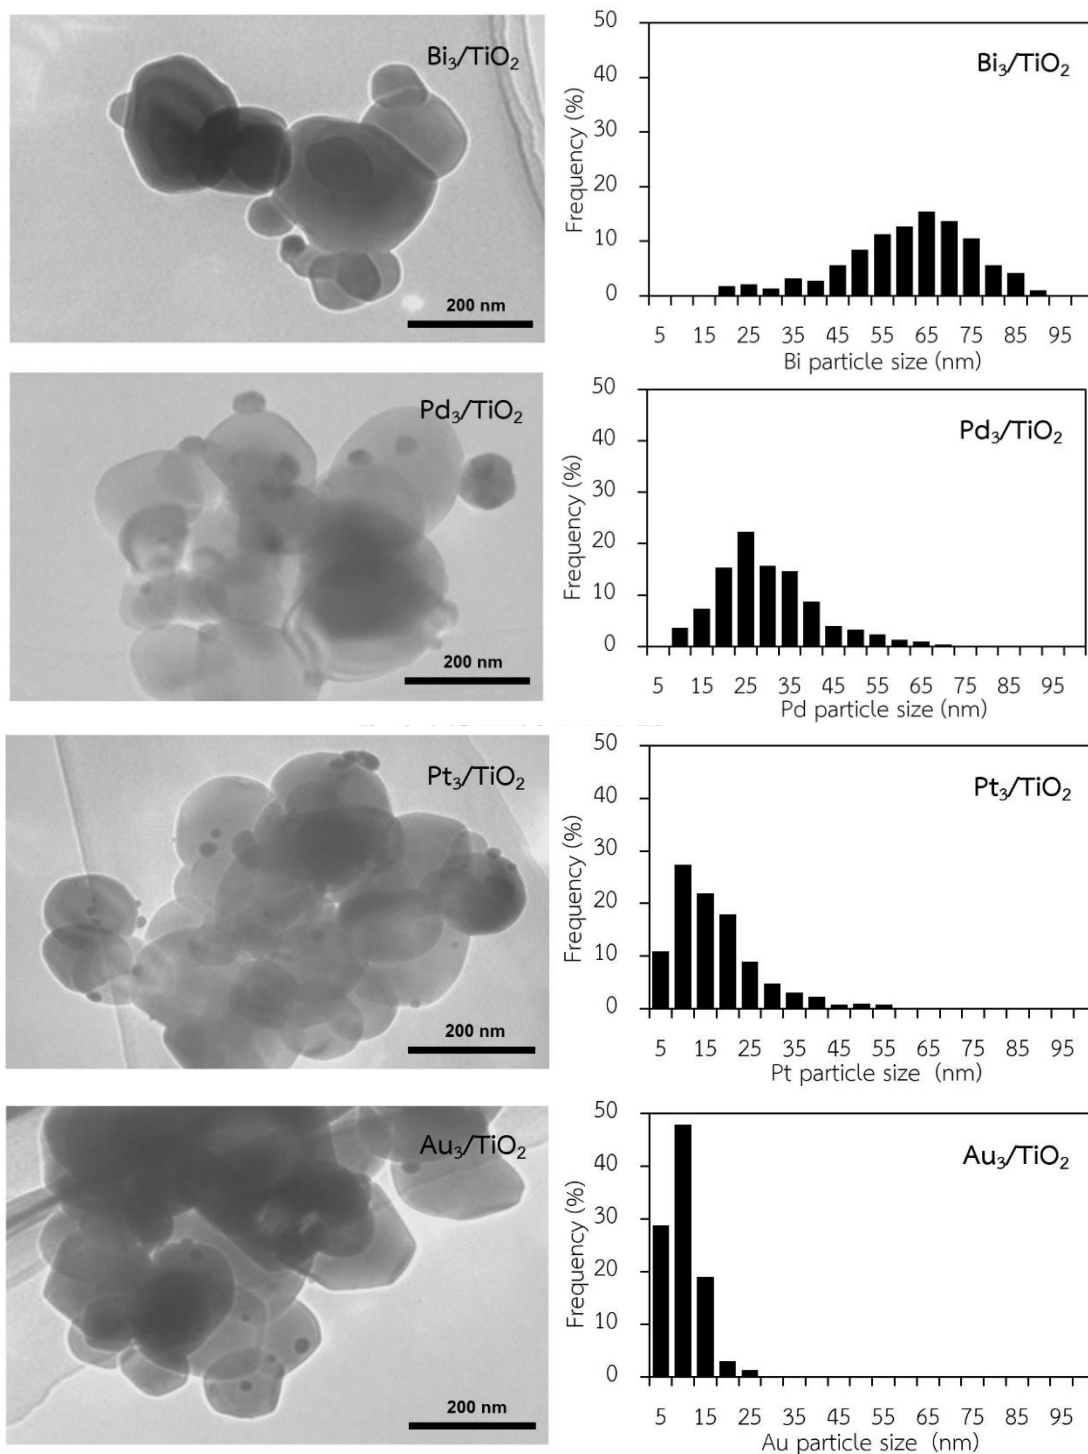 Bi₃/TiO₂
200 nm
50
40
30
20
10
0
Frequency (%)
Bi₃/TiO₂
5 15 25 35 45 55 65 75 85 95
Bi particle size (nm)
Pd₃/TiO₂
200 nm
50
40
30
20
10
0
Frequency (%)
Pd₃/TiO₂
5 15 25 35 45 55 65 75 85 95
Pd particle size (nm)
Pt₃/TiO₂
200 nm
50
40
30
20
10
0
Frequency (%)
Pt₃/TiO₂
5 15 25 35 45 55 65 75 85 95
Pt particle size (nm)
Au₃/TiO₂
200 nm
50
40
30
20
10
0
Frequency (%)
Au₃/TiO₂
5 15 25 35 45 55 65 75 85 95
Au particle size (nm)